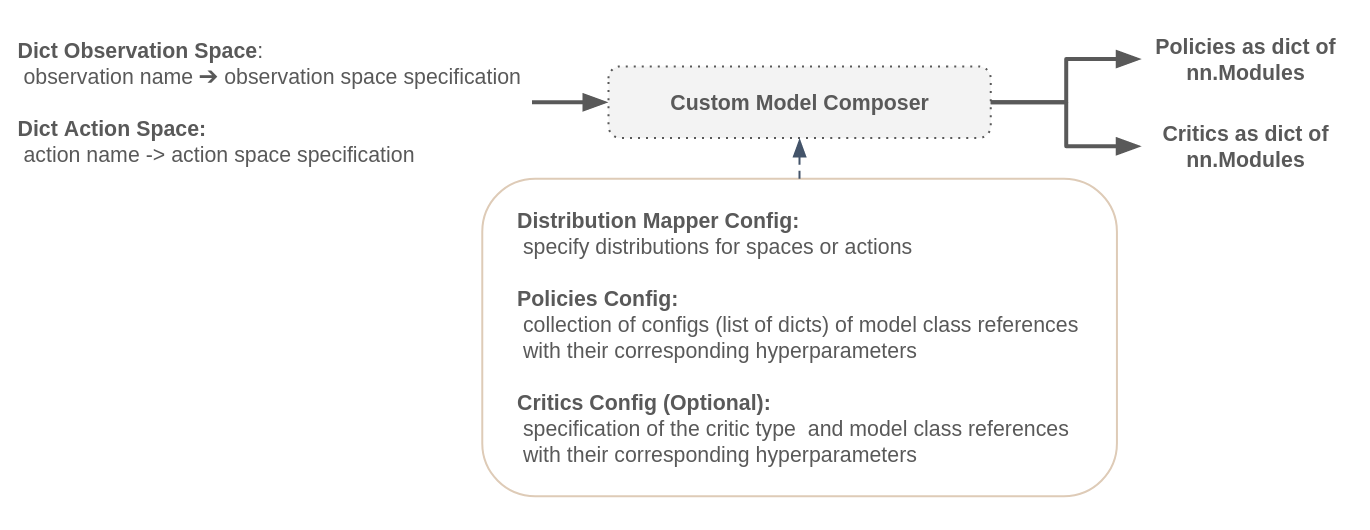 Dict Observation Space:
observation name ➔ observation space specification
Dict Action Space:
action name -> action space specification
Custom Model Composer
Policies as dict of
nn.Modules
Critics as dict of
nn.Modules
Distribution Mapper Config:
specify distributions for spaces or actions
Policies Config:
collection of configs (list of dicts) of model class references
with their corresponding hyperparameters
Critics Config (Optional):
specification of the critic type  and model class references
with their corresponding hyperparameters